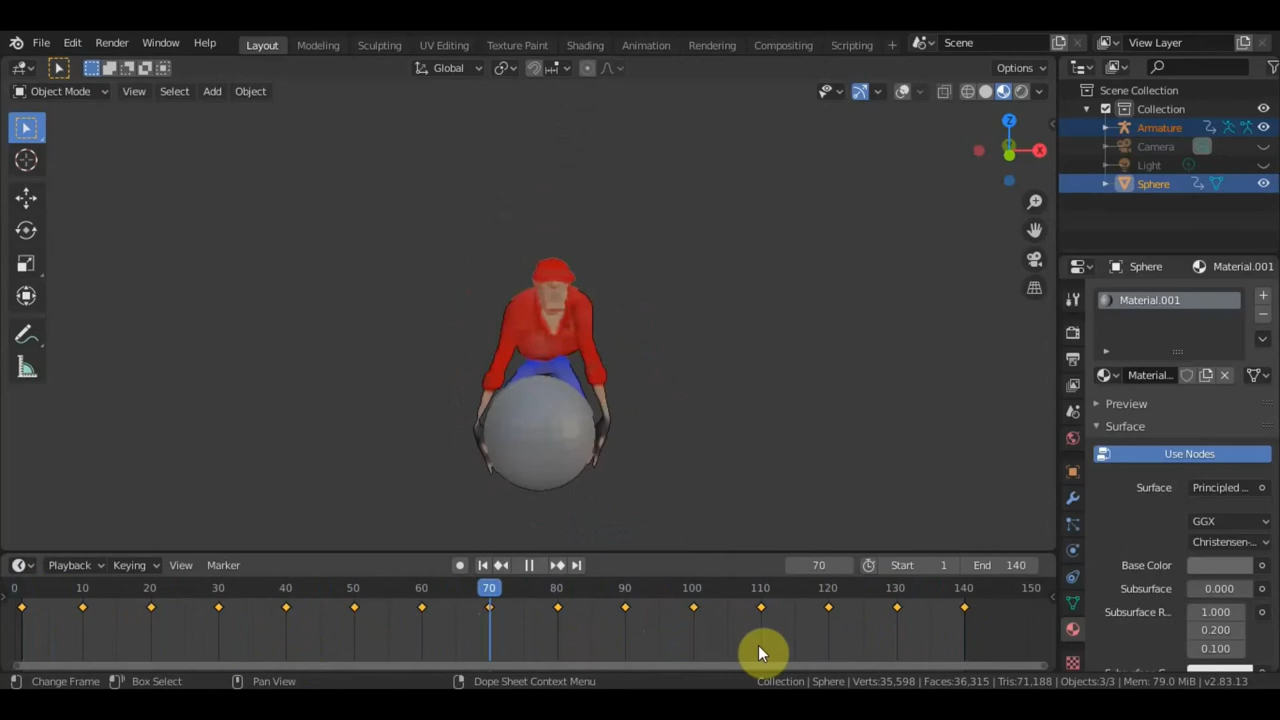 File Edit Render Window Help Layout Modeling Sculpting UV Editing Texture Paint Shading Animation Rendering Compositing Scripting + Scene View Layer
Global Options
Object Mode View Select Add Object
Scene Collection
Collection
Armature
Camera
Light
Sphere
Z
X
Sphere Material.001
Material.001
Material...
Preview
Surface
Use Nodes
Surface Principled ...
GGX
Christensen-...
Base Color
Subsurface 0.000
Subsurface R... 1.000
0.200
0.100
Playback Keying View Marker 70 Start 1 End 140
0 10 20 30 40 50 60 70 80 90 100 110 120 130 140 150
Change Frame Box Select Pan View Dope Sheet Context Menu Collection | Sphere | Verts:35,598 | Faces:36,315 | Tris:71,188 | Objects:3/3 | Mem: 79.0 MiB | v2.83.13